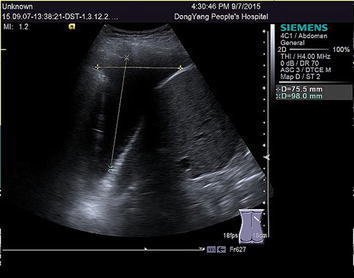 Unknown
4:30:46 PM 9/7/2015
15.09.07-13:38:21-DST-1.3.12.2...
DongYang People's Hospital
MI: 1.2
SIEMENS
4C1 / Abdomen
General
2D 100%
THI / H4.00 MHz
0 dB / DR 70
ASC 3 / DTCE M
Map D / ST 2
D=75.5 mm
D=98.0 mm
18fps
Fr627